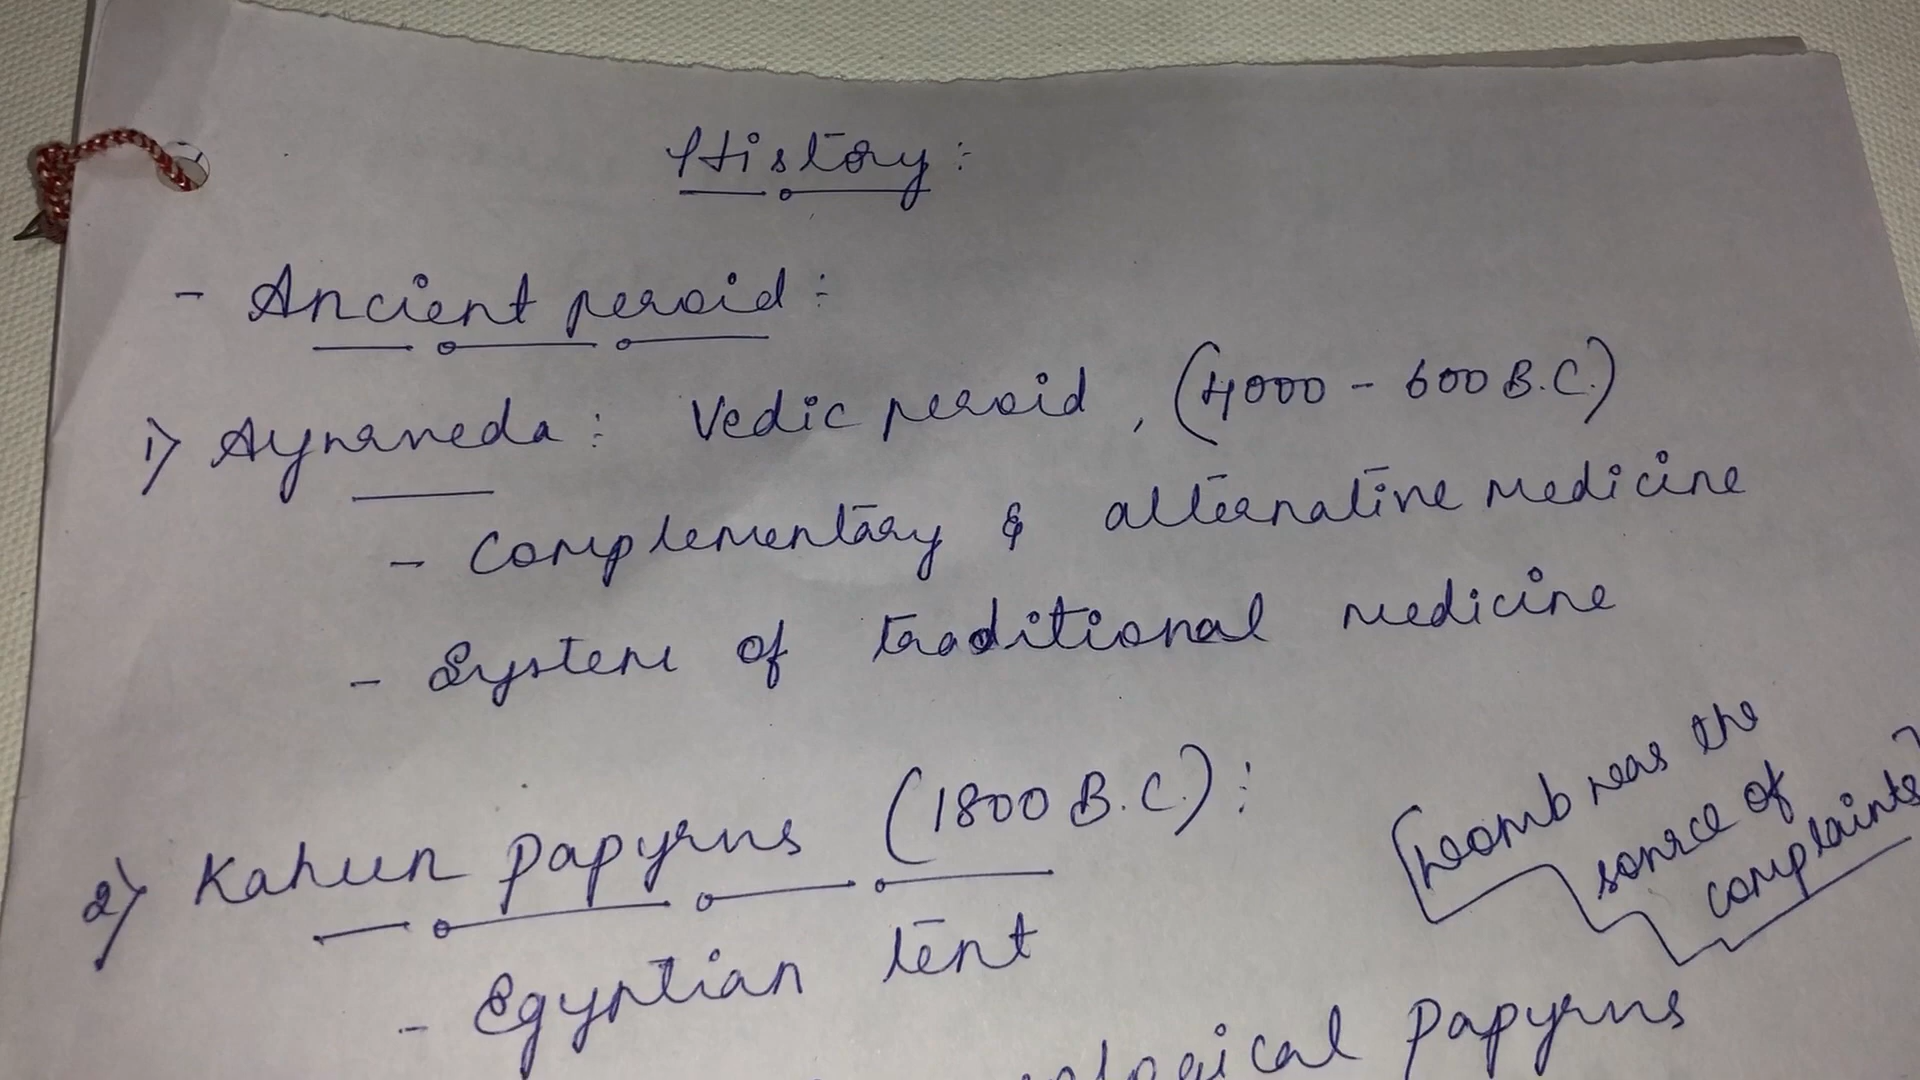 History:
- Ancient peroid:
1) Ayurveda: Vedic peroid, (4000 - 600 B.C.)
- Complementary & alternative medicine
- System of traditional medicine
2) Kahun Papyrus (1800 B.C.):
[womb was the
source of
complaints]
- Egyptian text
Papyrus